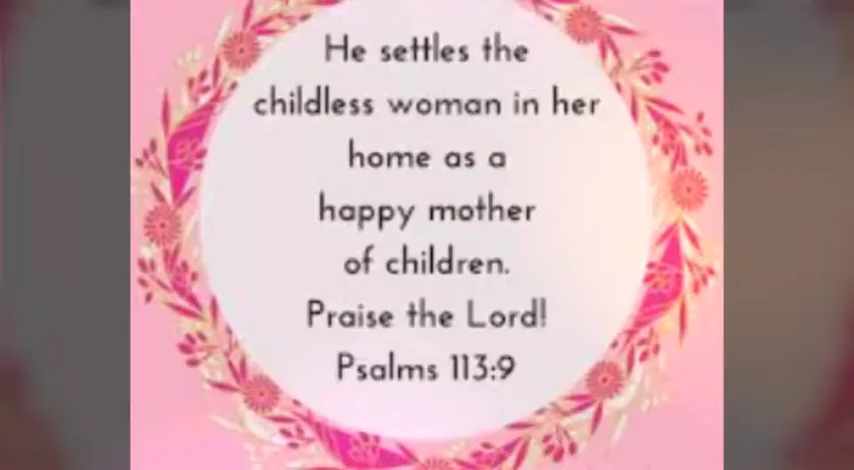 He settles the
childless woman in her
home as a
happy mother
of children.
Praise the Lord!
Psalms 113:9